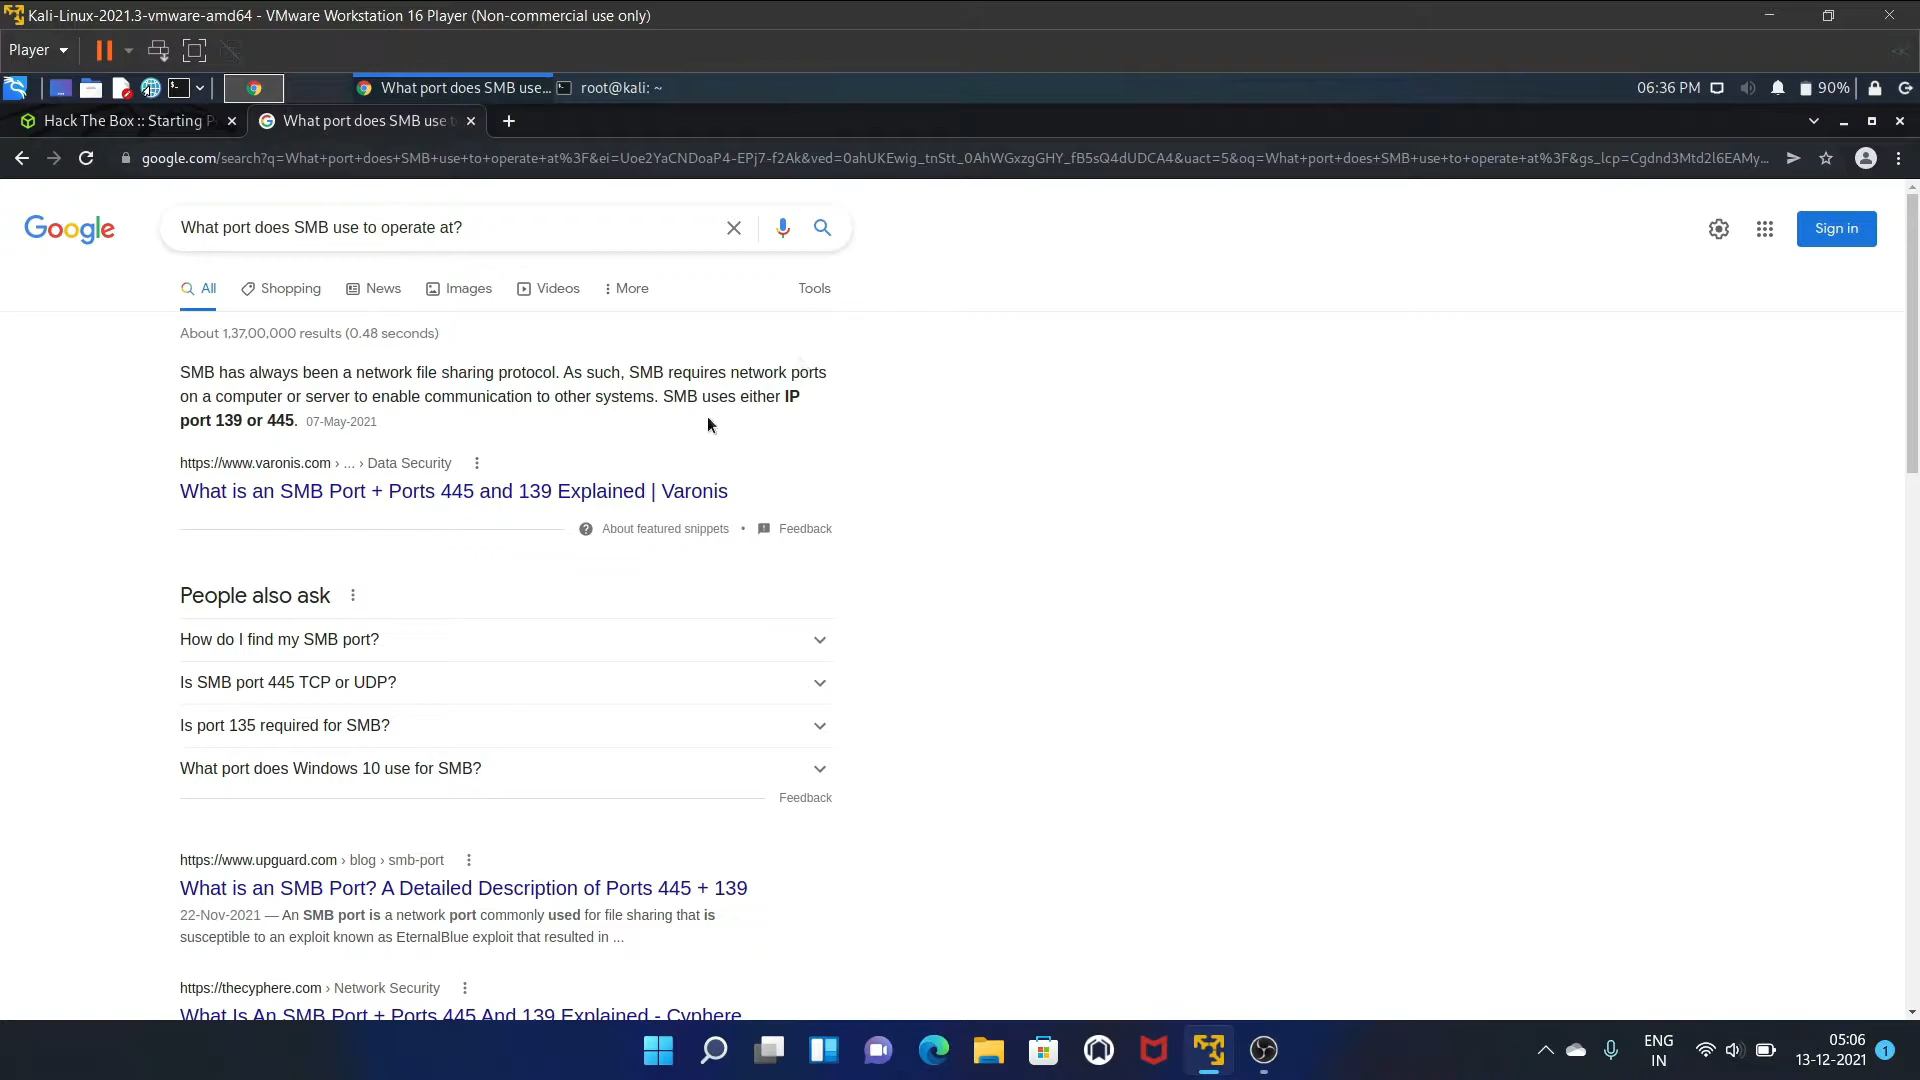 Kali-Linux-2021.3-vmware-amd64 - VMware Workstation 16 Player (Non-commercial use only)
Player
What port does SMB use...
root@kali: ~
06:36 PM
90%
Hack The Box :: Starting P
What port does SMB use t
google.com/search?q=What+port+does+SMB+use+to+operate+at%3F&ei=Uoe2YaCNDoaP4-EPj7-f2Ak&ved=0ahUKEwig_tnStt_0AhWGxzgGHY_fB5sQ4dUDCA4&uact=5&oq=What+port+does+SMB+use+to+operate+at%3F&gs_lcp=Cgdnd3Mtd2l6EAMy...
Google
What port does SMB use to operate at?
Sign in
All
Shopping
News
Images
Videos
More
Tools
About 1,37,00,000 results (0.48 seconds)
SMB has always been a network file sharing protocol. As such, SMB requires network ports
on a computer or server to enable communication to other systems. SMB uses either IP
port 139 or 445. 07-May-2021
https://www.varonis.com › ... › Data Security
What is an SMB Port + Ports 445 and 139 Explained | Varonis
About featured snippets • Feedback
People also ask
How do I find my SMB port?
Is SMB port 445 TCP or UDP?
Is port 135 required for SMB?
What port does Windows 10 use for SMB?
Feedback
https://www.upguard.com › blog › smb-port
What is an SMB Port? A Detailed Description of Ports 445 + 139
22-Nov-2021 — An SMB port is a network port commonly used for file sharing that is
susceptible to an exploit known as EternalBlue exploit that resulted in ...
https://thecyphere.com › Network Security
What Is An SMB Port + Ports 445 And 139 Explained - Cyphere
ENG
IN
05:06
13-12-2021
1